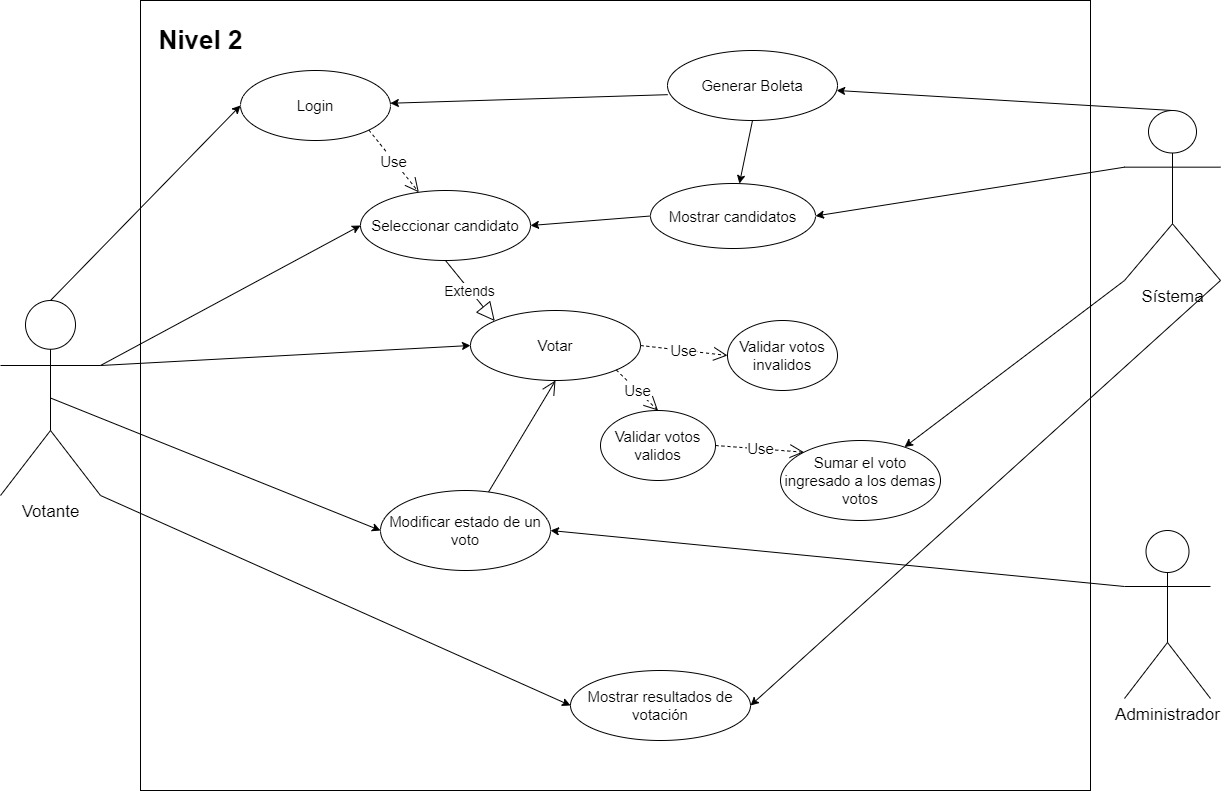 Nivel 2
Login
Generar Boleta
Use
Seleccionar candidato
Mostrar candidatos
Extends
Sístema
Votar
Use
Validar votos
invalidos
Use
Validar votos
validos
Use
Sumar el voto
ingresado a los demas
votos
Votante
Modificar estado de un
voto
Mostrar resultados de
votación
Administrador